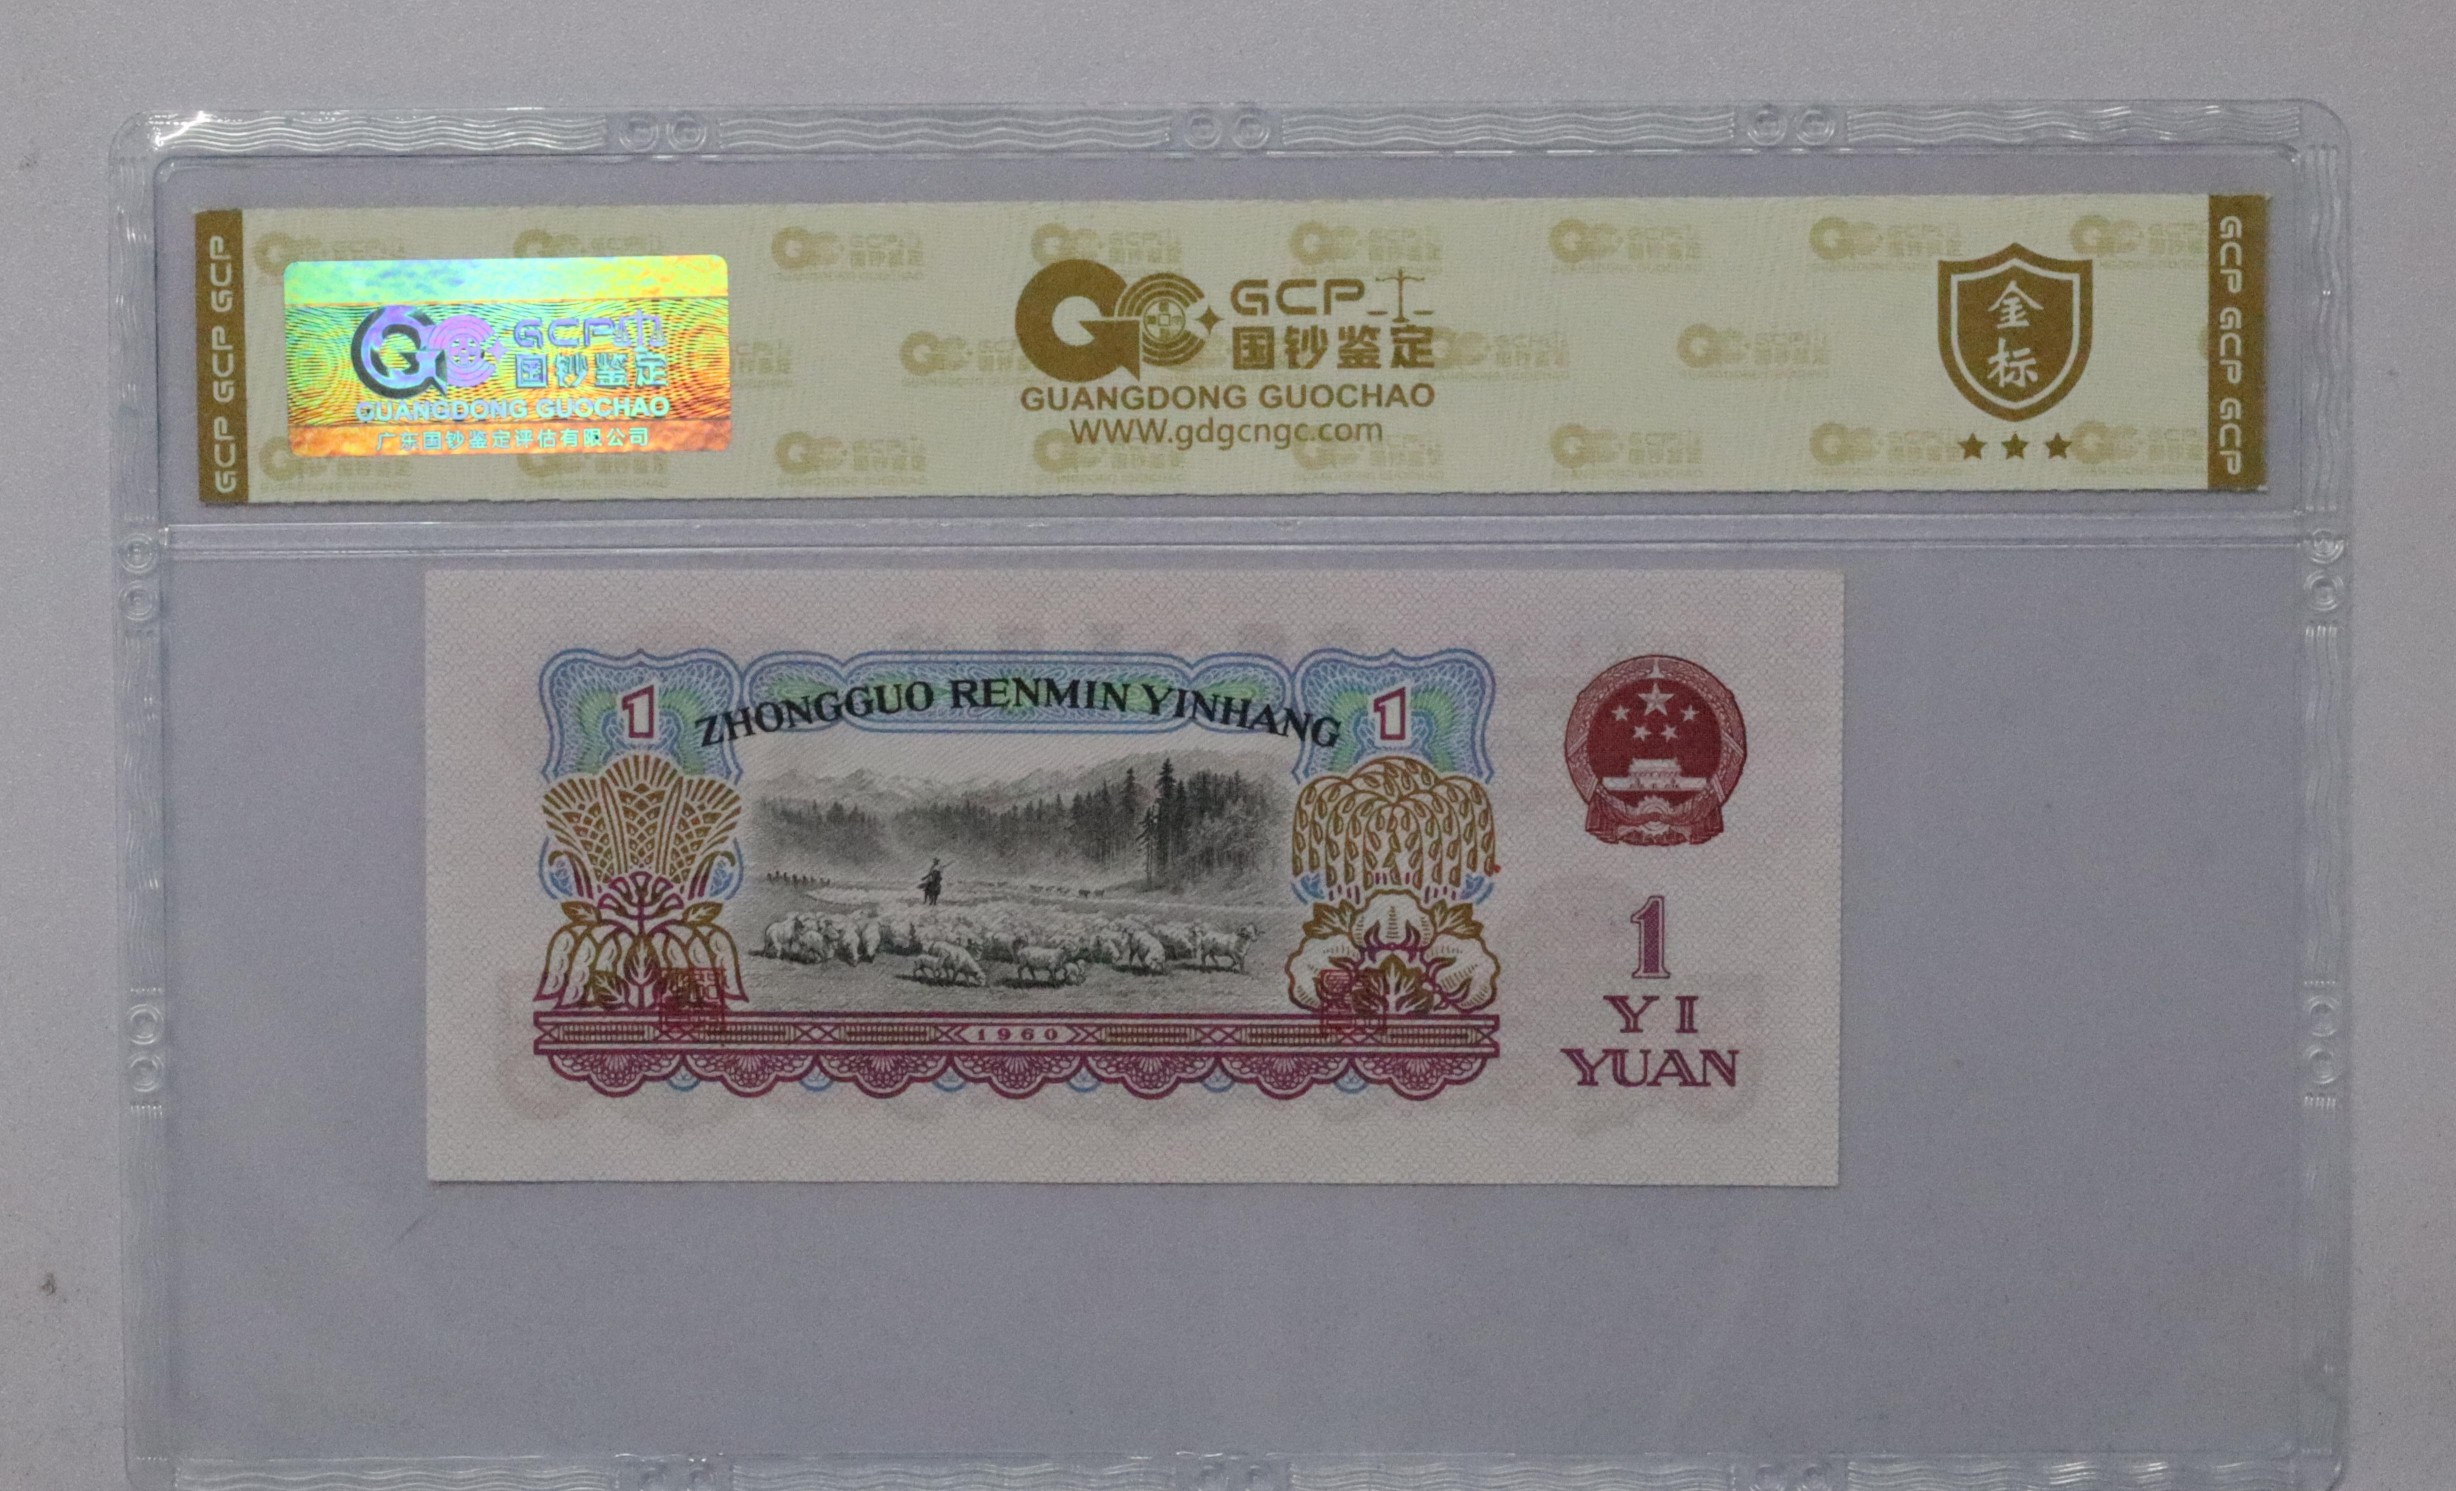 GCP GCP GCP
GCP
国钞鉴定
GUANGDONG GUOCHAO
广东国钞鉴定评估有限公司
GCP
国钞鉴定
GUANGDONG GUOCHAO
WWW.gdgcngc.com
金
标
GCP GCP GCP
1
ZHONGGUO RENMIN YINHANG
1
1960
1
YI
YUAN